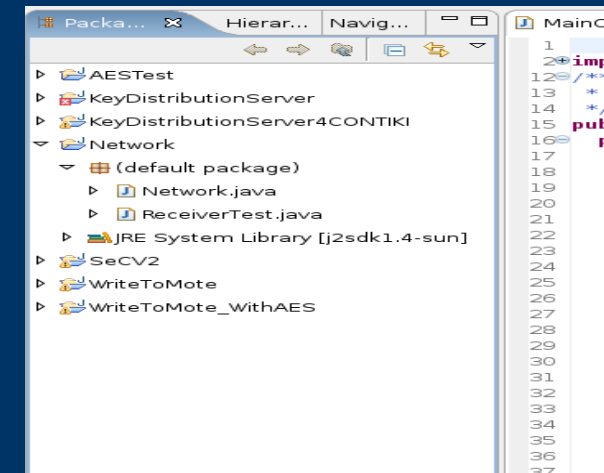 Packa... Hierar... Navig...
AESTest
KeyDistributionServer
KeyDistributionServer4CONTIKI
Network
(default package)
Network.java
ReceiverTest.java
JRE System Library [j2sdk1.4-sun]
SeCV2
WriteToMote
WriteToMote_WithAES
MainC
1
2 imp
12 /**
13 *
14 */
15 pub
16 p
17
18
19
20
21
22
23
24
25
26
27
28
29
30
31
32
33
34
35
36
37